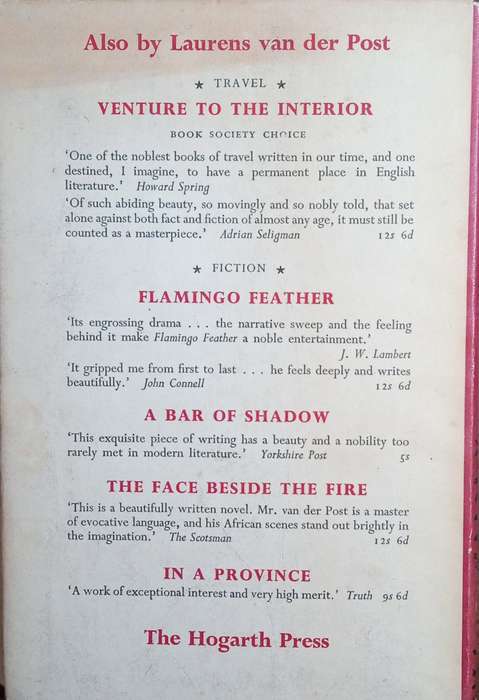 Also by Laurens van der Post
★ TRAVEL ★
VENTURE TO THE INTERIOR
BOOK SOCIETY CHOICE
‘One of the noblest books of travel written in our time, and one
destined, I imagine, to have a permanent place in English
literature.’ Howard Spring
‘Of such abiding beauty, so movingly and so nobly told, that set
alone against both fact and fiction of almost any age, it must still be
counted as a masterpiece.’ Adrian Seligman 12s 6d
★ FICTION ★
FLAMINGO FEATHER
‘Its engrossing drama . . . the narrative sweep and the feeling
behind it make Flamingo Feather a noble entertainment.’
J. W. Lambert
‘It gripped me from first to last . . . he feels deeply and writes
beautifully.’ John Connell 12s 6d
A BAR OF SHADOW
‘This exquisite piece of writing has a beauty and a nobility too
rarely met in modern literature.’ Yorkshire Post 5s
THE FACE BESIDE THE FIRE
‘This is a beautifully written novel. Mr. van der Post is a master
of evocative language, and his African scenes stand out brightly in
the imagination.’ The Scotsman 12s 6d
IN A PROVINCE
‘A work of exceptional interest and very high merit.’ Truth 9s 6d
The Hogarth Press